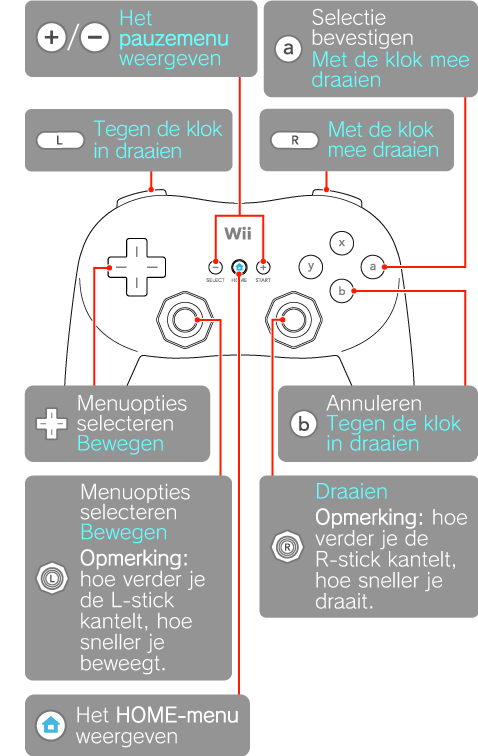 +/− Het
pauzemenu
weergeven
a Selectie
bevestigen
Met de klok mee
draaien
L Tegen de klok
in draaien
R Met de klok
mee draaien
Wii
− +
SELECT HOME START
x
y a
b
Menuopties
selecteren
Bewegen
b Annuleren
Tegen de klok
in draaien
Menuopties
selecteren
Bewegen
L Opmerking:
hoe verder je
de L-stick
kantelt, hoe
sneller je
beweegt.
Draaien
Opmerking: hoe
R verder je de
R-stick kantelt,
hoe sneller je
draait.
Het HOME-menu
weergeven